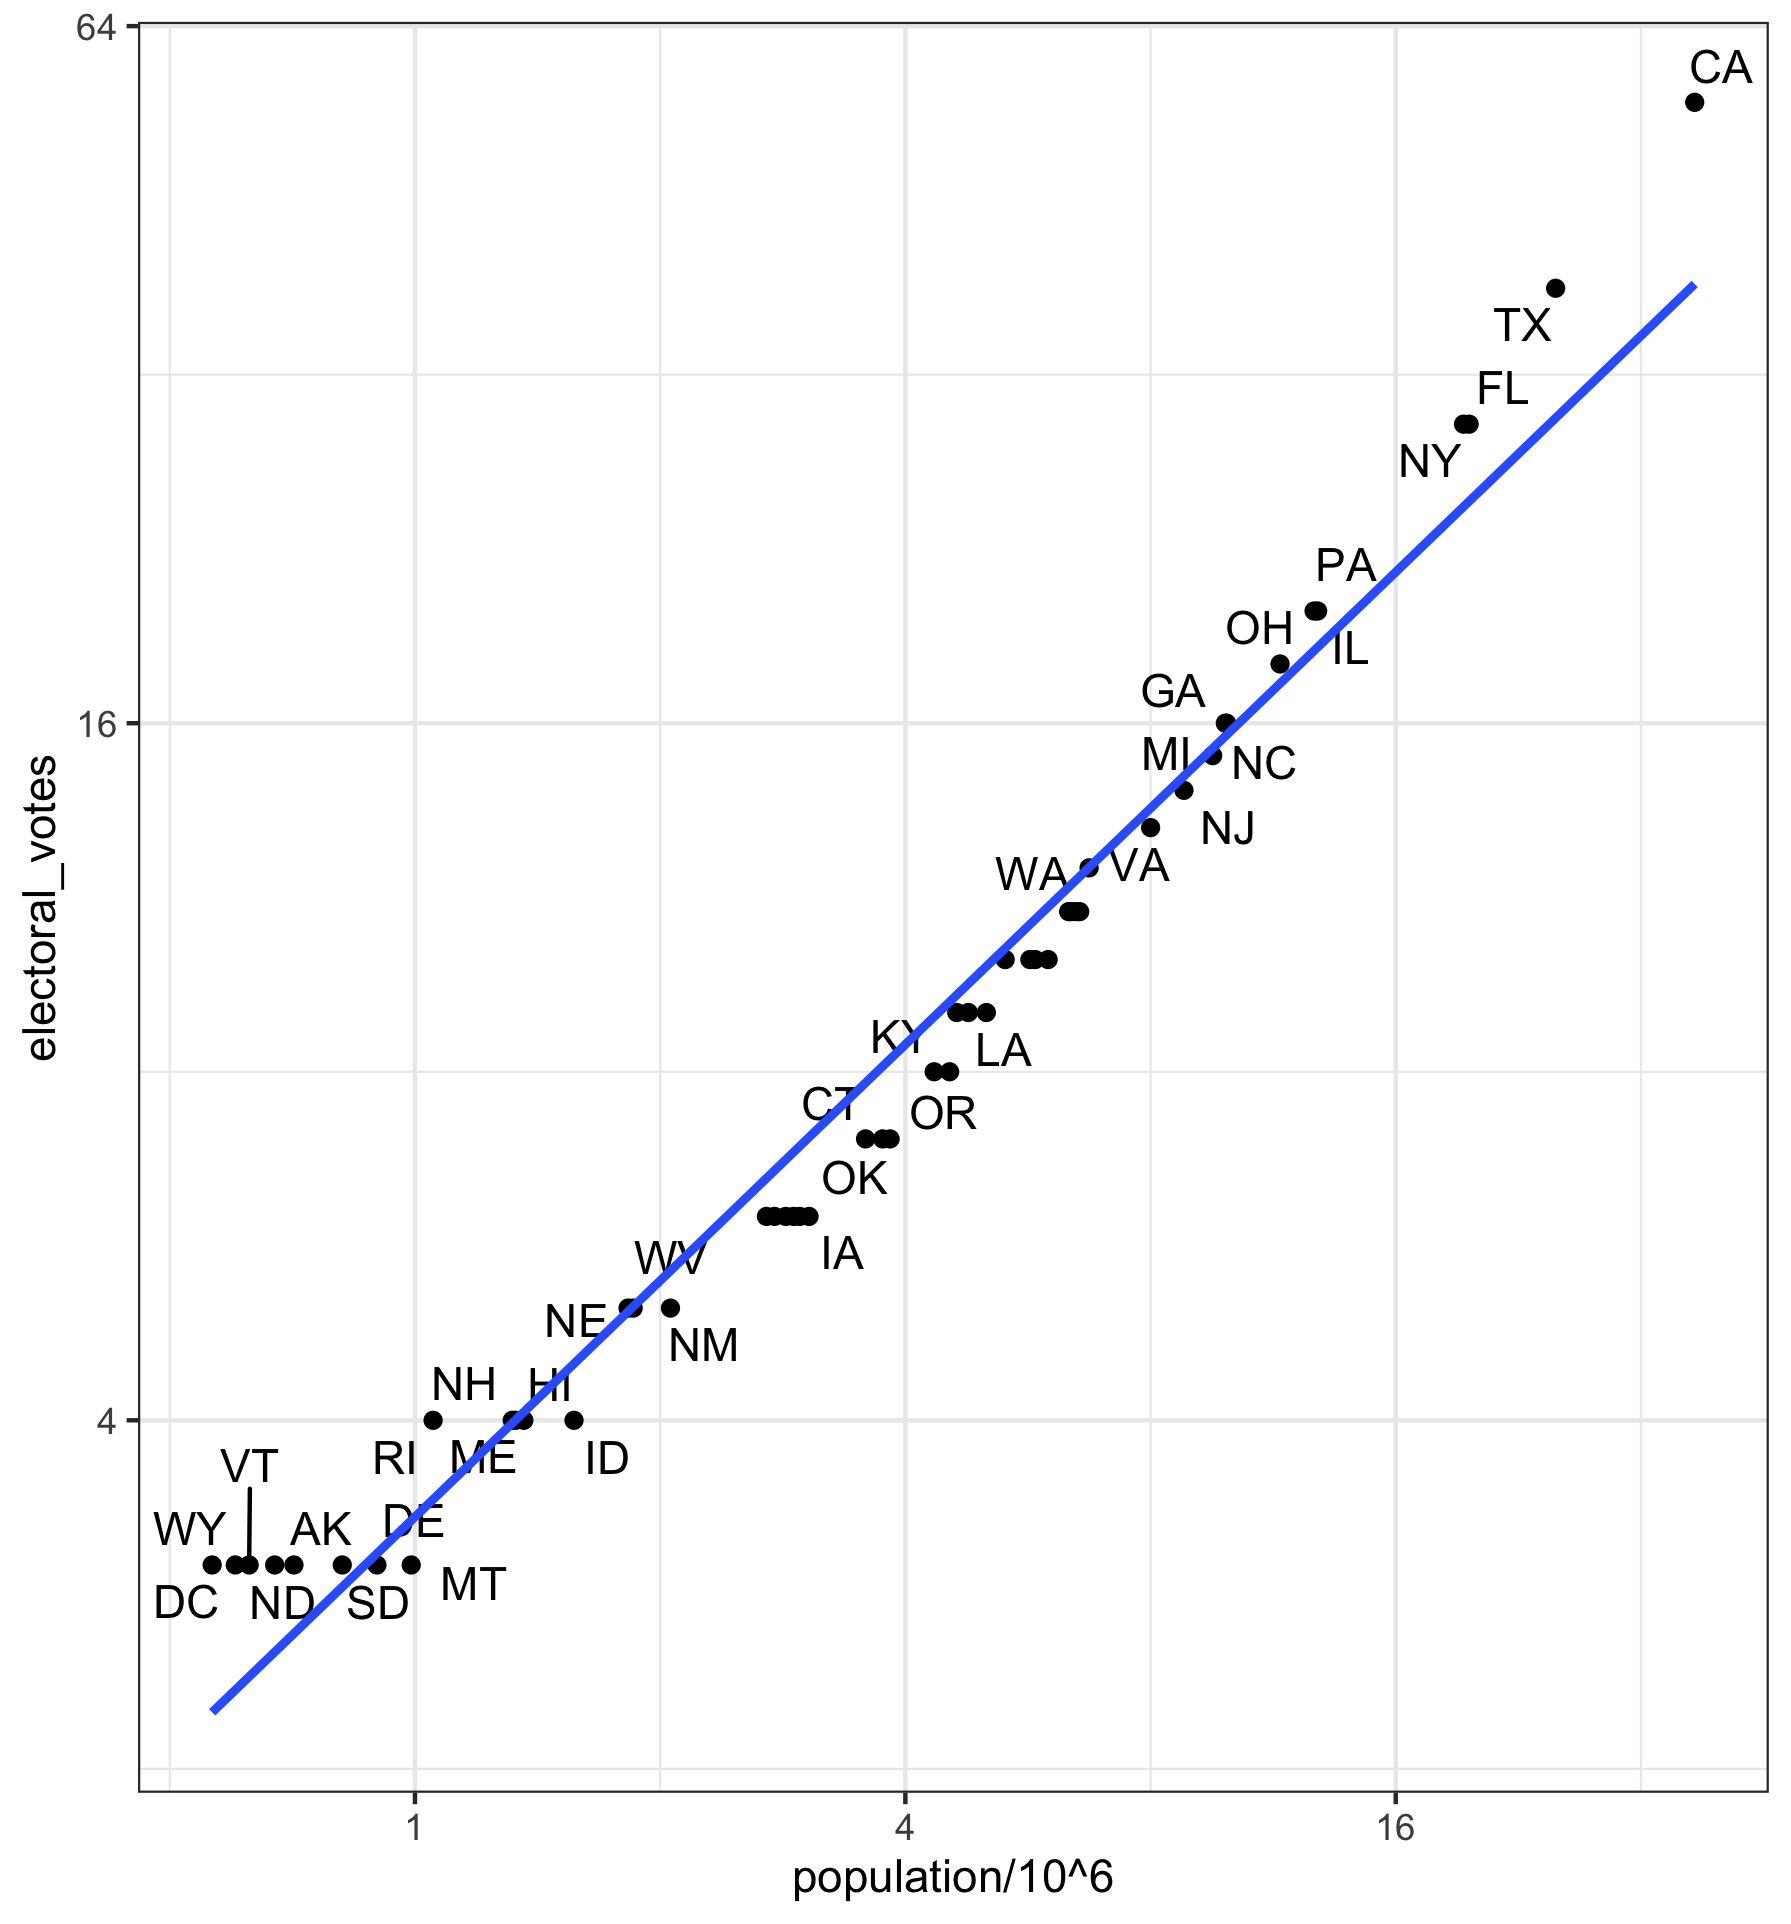 64
CA
TX
FL
NY
PA
OH
IL
GA
16
MI
NC
NJ
WA
VA
KY
LA
CT
OR
OK
IA
WV
NE
NM
NH
HI
4
RI
ME
ID
VT
WY
AK
DE
MT
DC
ND
SD
electoral_votes
1
4
16
population/10^6